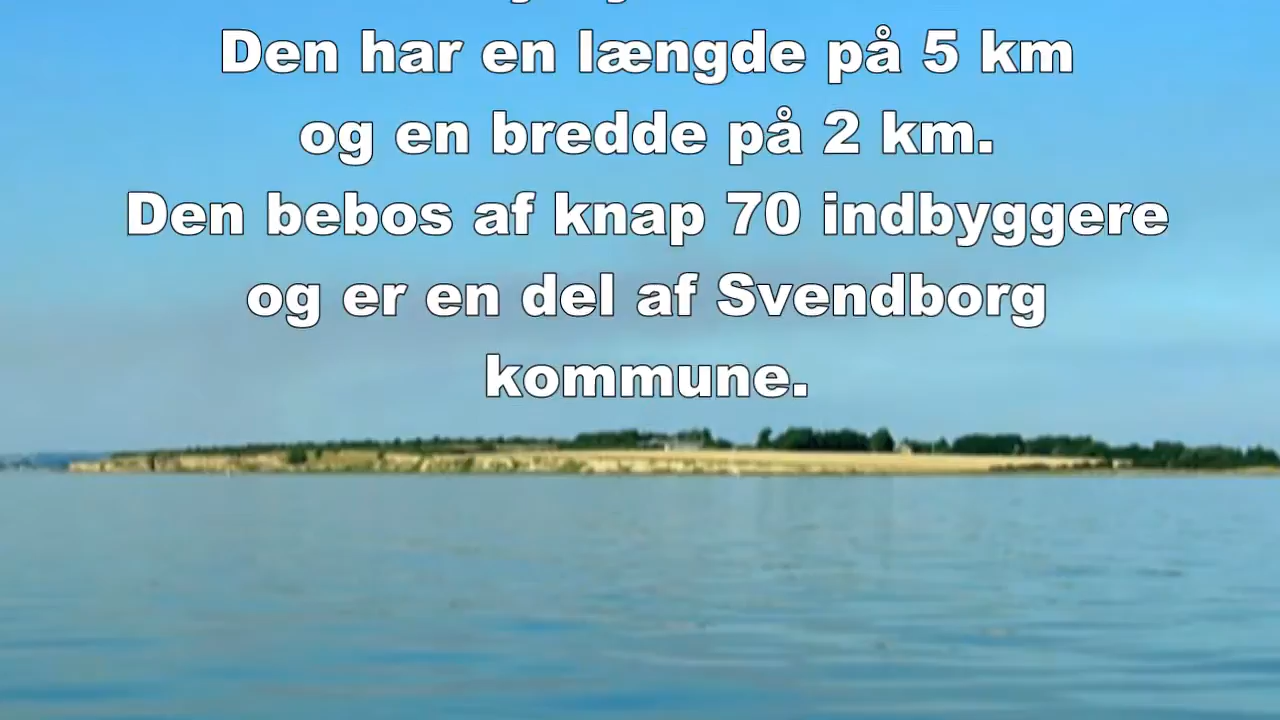 Den har en længde på 5 km
og en bredde på 2 km.
Den bebos af knap 70 indbyggere
og er en del af Svendborg
kommune.